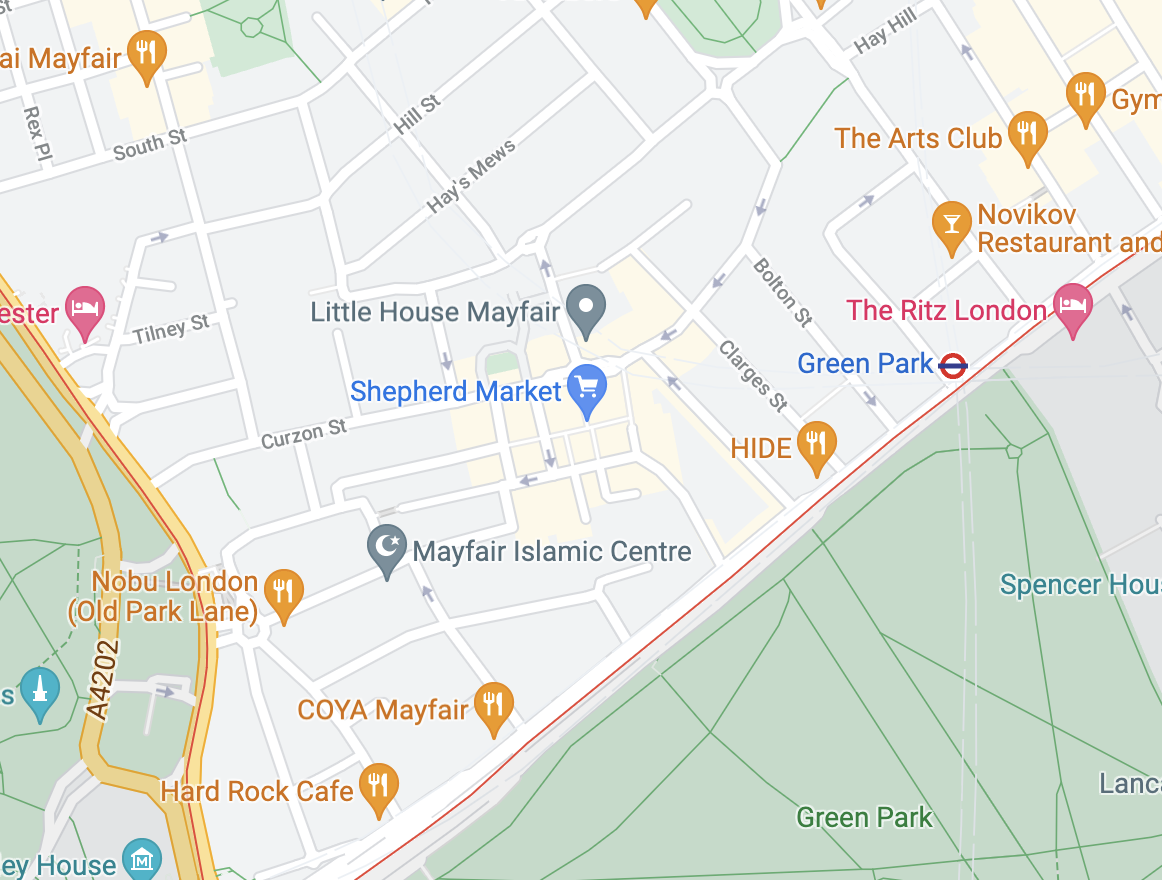 St
Hay Hill
ai Mayfair
Gym
Hill St
Rex Pl
The Arts Club
South St
Hay's Mews
Novikov
Restaurant and
Bolton St
ester
Little House Mayfair
The Ritz London
Tilney St
Clarges St
Green Park
Shepherd Market
Curzon St
HIDE
Mayfair Islamic Centre
Nobu London
(Old Park Lane)
Spencer Hous
A4202
s
COYA Mayfair
Lanca
Hard Rock Cafe
Green Park
ey House